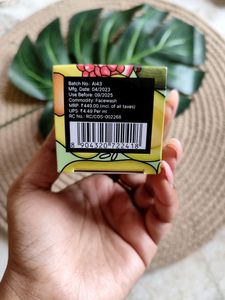 Batch No.: AI43
Mfg. Date: 04/2023
Use Before: 09/2025
Commodity: Facewash
MRP: ₹449.00 (incl. of all taxes)
UPS: ₹4.49 Per ml
RC No.: RC/COS-002268
8 904320 722418